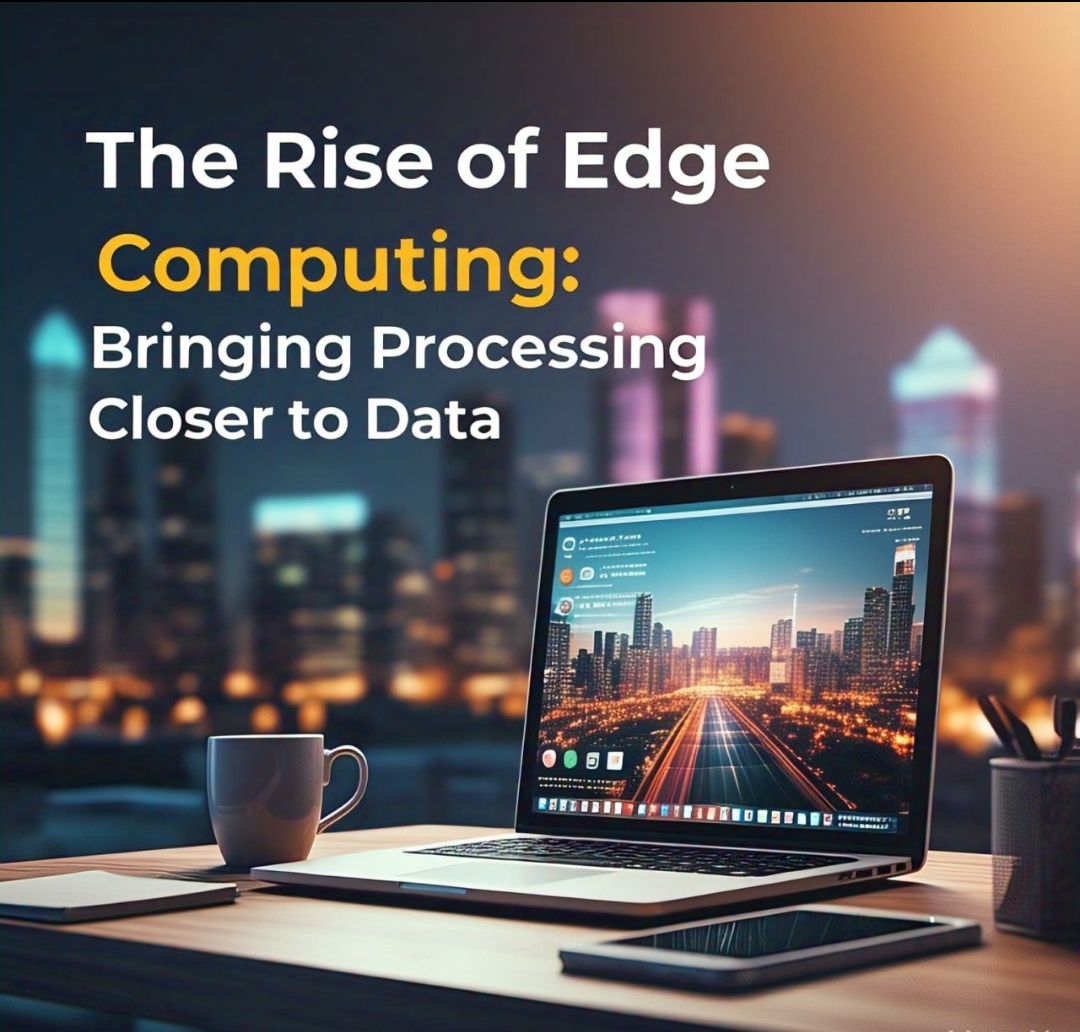 The Rise of Edge
Computing:
Bringing Processing
Closer to Data